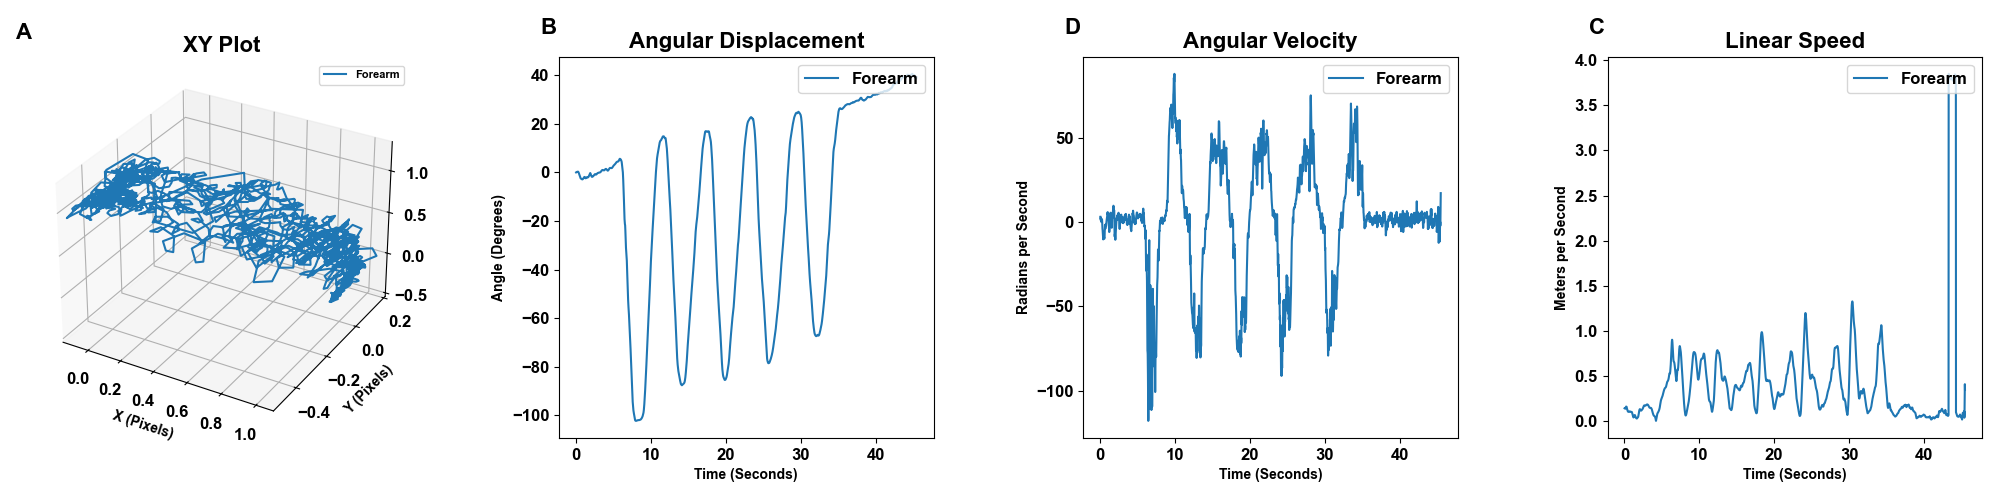 A
XY Plot
Forearm
1.0
0.5
0.0
−0.5
0.2
0.0
−0.2
−0.4
Y (Pixels)
0.0
0.2
0.4
0.6
0.8
1.0
X (Pixels)
B
Angular Displacement
Forearm
40
20
0
−20
−40
−60
−80
−100
Angle (Degrees)
0 10 20 30 40
Time (Seconds)
D
Angular Velocity
Forearm
50
0
−50
−100
Radians per Second
0 10 20 30 40
Time (Seconds)
C
Linear Speed
Forearm
4.0
3.5
3.0
2.5
2.0
1.5
1.0
0.5
0.0
Meters per Second
0 10 20 30 40
Time (Seconds)